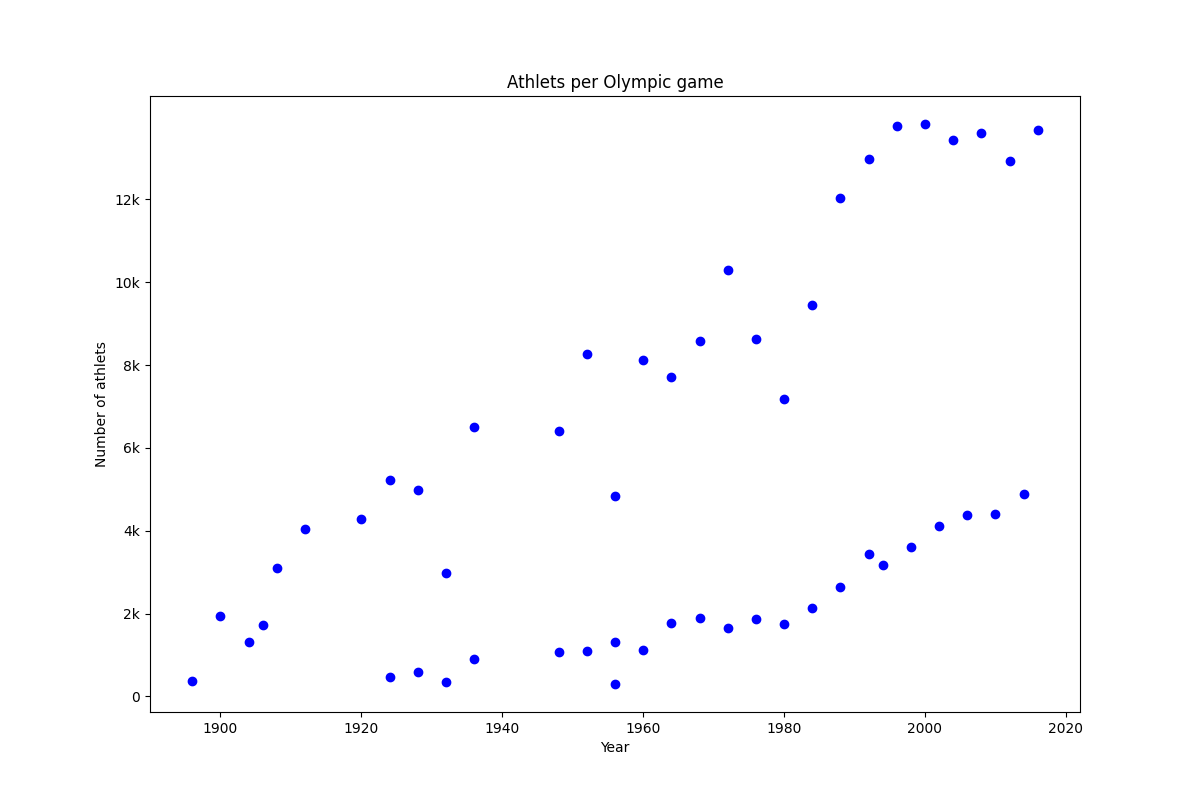 Athlets per Olympic game
Number of athlets
12k
10k
8k
6k
4k
2k
0
1900 1920 1940 1960 1980 2000 2020
Year